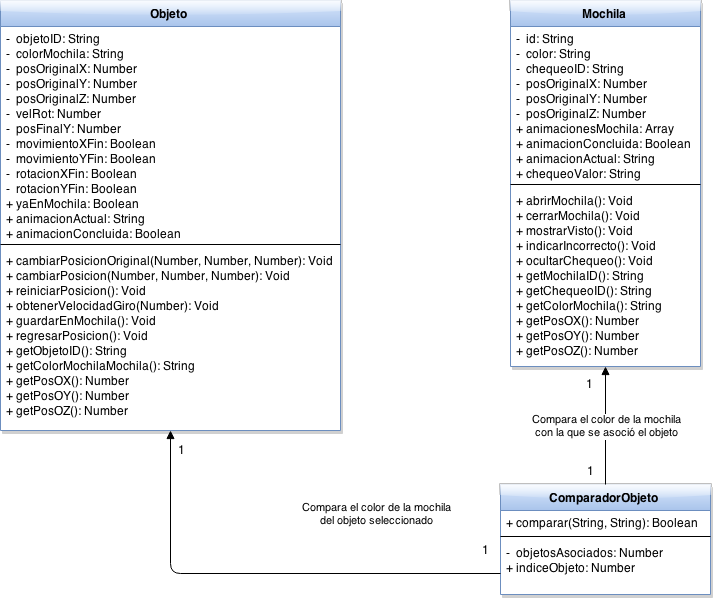 Objeto
- objetoID: String
- colorMochila: String
- posOriginalX: Number
- posOriginalY: Number
- posOriginalZ: Number
- velRot: Number
- posFinalY: Number
- movimientoXFin: Boolean
- movimientoYFin: Boolean
- rotacionXFin: Boolean
- rotacionYFin: Boolean
+ yaEnMochila: Boolean
+ animacionActual: String
+ animacionConcluida: Boolean
+ cambiarPosicionOriginal(Number, Number, Number): Void
+ cambiarPosicion(Number, Number, Number): Void
+ reiniciarPosicion(): Void
+ obtenerVelocidadGiro(Number): Void
+ guardarEnMochila(): Void
+ regresarPosicion(): Void
+ getObjetoID(): String
+ getColorMochilaMochila(): String
+ getPosOX(): Number
+ getPosOY(): Number
+ getPosOZ(): Number
Mochila
- id: String
- color: String
- chequeoID: String
- posOriginalX: Number
- posOriginalY: Number
- posOriginalZ: Number
+ animacionesMochila: Array
+ animacionConcluida: Boolean
+ animacionActual: String
+ chequeoValor: String
+ abrirMochila(): Void
+ cerrarMochila(): Void
+ mostrarVisto(): Void
+ indicarIncorrecto(): Void
+ ocultarChequeo(): Void
+ getMochilaID(): String
+ getChequeoID(): String
+ getColorMochila(): String
+ getPosOX(): Number
+ getPosOY(): Number
+ getPosOZ(): Number
1
Compara el color de la mochila
con la que se asoció el objeto
1
1
Compara el color de la mochila
del objeto seleccionado
1
ComparadorObjeto
+ comparar(String, String): Boolean
- objetosAsociados: Number
+ indiceObjeto: Number